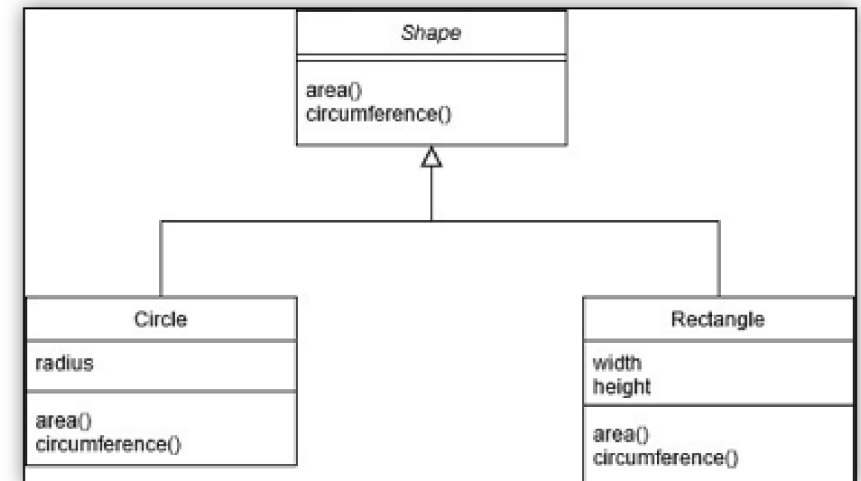 Shape
area()
circumference()
Circle
radius
area()
circumference()
Rectangle
width
height
area()
circumference()